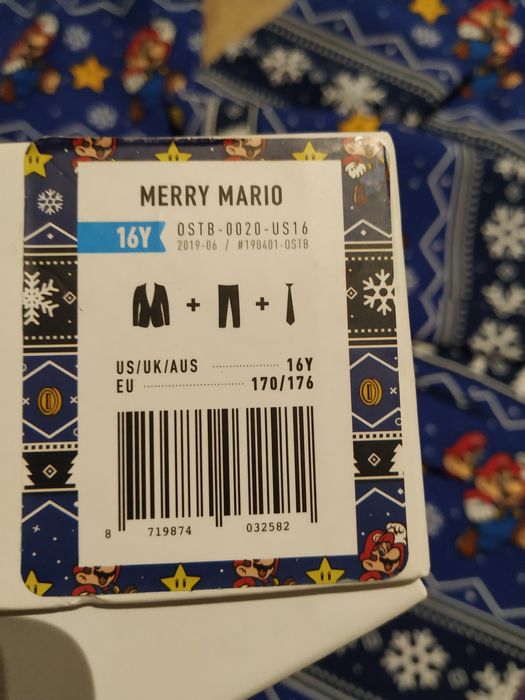 MERRY MARIO
16Y OSTB-0020-US16
2019-06 / #190401-OSTB
+ +
US/UK/AUS 16Y
EU 170/176
8 719874 032582